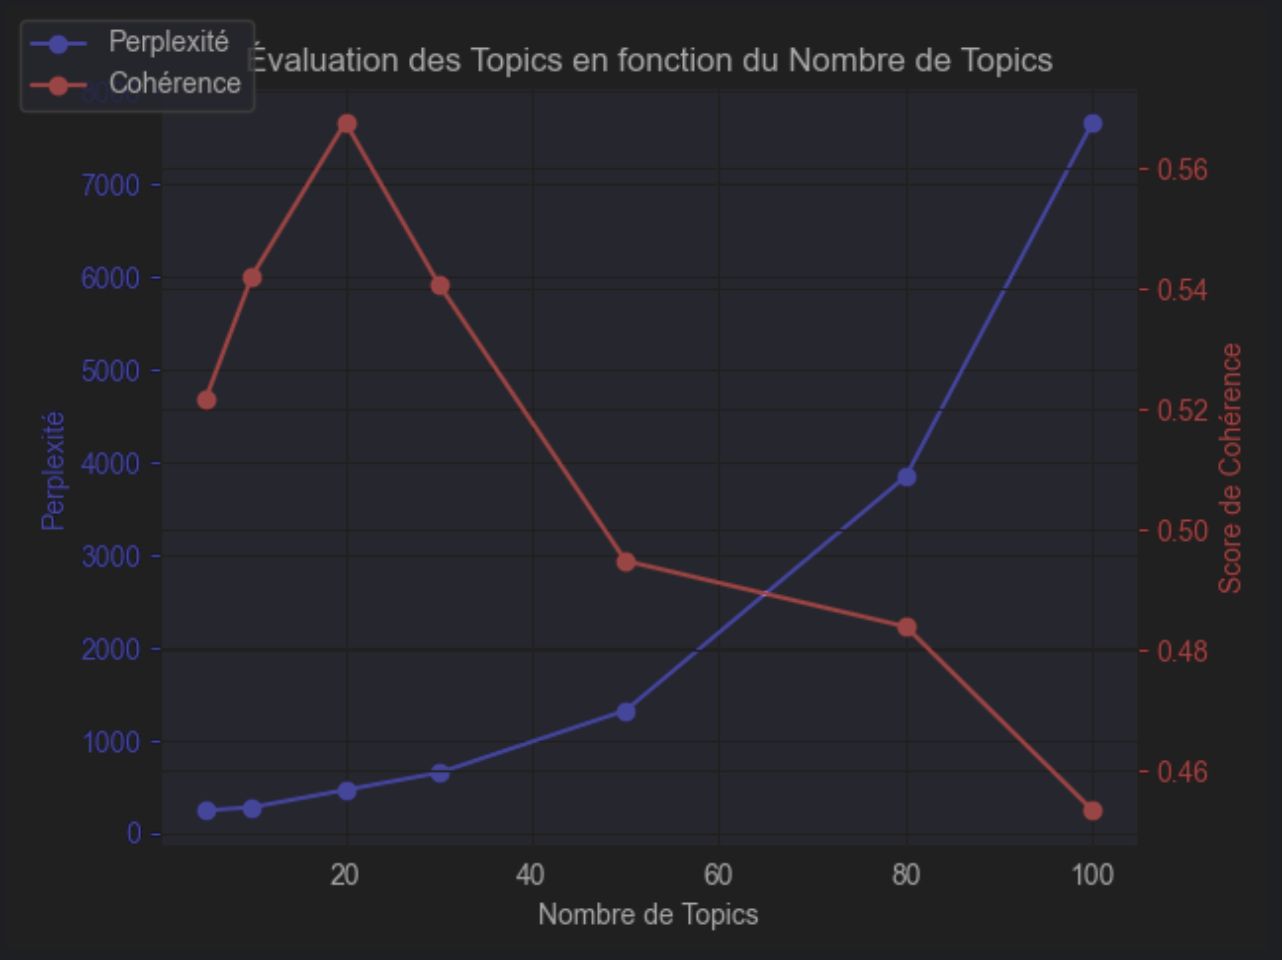 Perplexité
Cohérence
Évaluation des Topics en fonction du Nombre de Topics
8000
7000
6000
5000
4000
3000
2000
1000
0
Perplexité
0.56
0.54
0.52
0.50
0.48
0.46
Score de Cohérence
20 40 60 80 100
Nombre de Topics